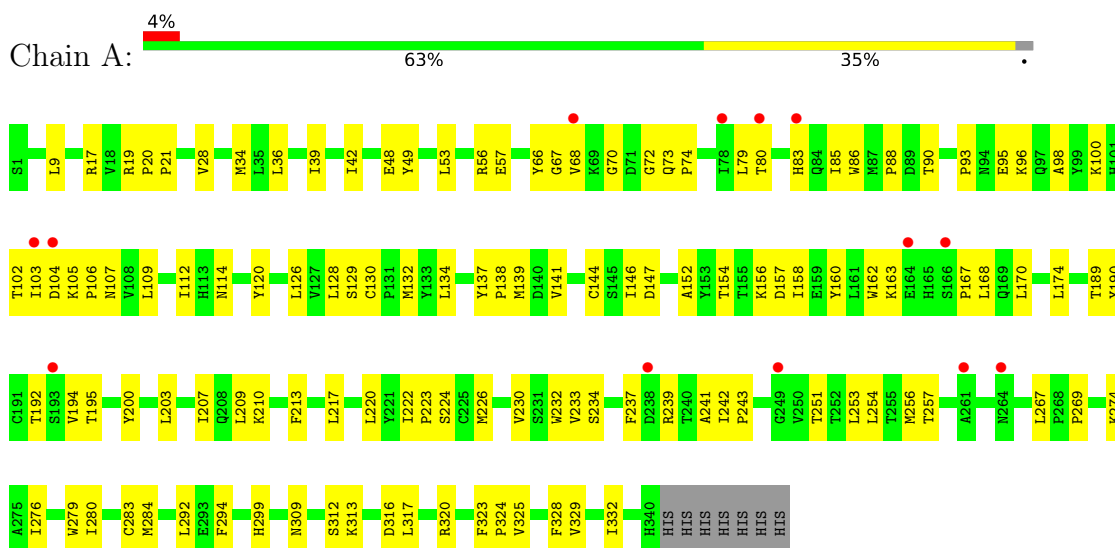 4%
Chain A:
63% 35% •
S1 L9 R17 V18 R19 P20 P21 V28 M34 L35 L36 I39 I42 E48 Y49 L53 R56 E57 Y66 G67 V68 K69 G70 D71 G72 Q73 P74 I78 L79 T80 H83 Q84 I85 W86 M87 P88 D89 T90 P93 N94 E95 K96 Q97 A98 Y99 K100 H101
T102 I103 D104 K105 P106 N107 V108 L109 I112 H113 N114 Y120 L126 V127 L128 S129 C130 P131 M132 Y133 L134 Y137 P138 M139 D140 V141 C144 S145 I146 D147 A152 Y153 T154 T155 K156 D157 I158 E159 Y160 L161 W162 K163 E164 H165 S166 P167 L168 Q169 L170 L174 T189 Y190
C191 T192 S193 V194 T195 Y200 L203 I207 Q208 L209 K210 F213 L217 L220 Y221 I222 P223 S224 C225 M226 V230 S231 W232 V233 S234 F237 D238 R239 T240 A241 I242 P243 G249 V250 T251 T252 L253 L254 T255 M256 T257 A261 N264 L267 P268 P269 K274
A275 I276 W279 I280 C283 M284 L292 E293 F294 H299 N309 S312 K313 D316 L317 R320 F323 P324 V325 F328 V329 I332 H340 HIS HIS HIS HIS HIS HIS HIS